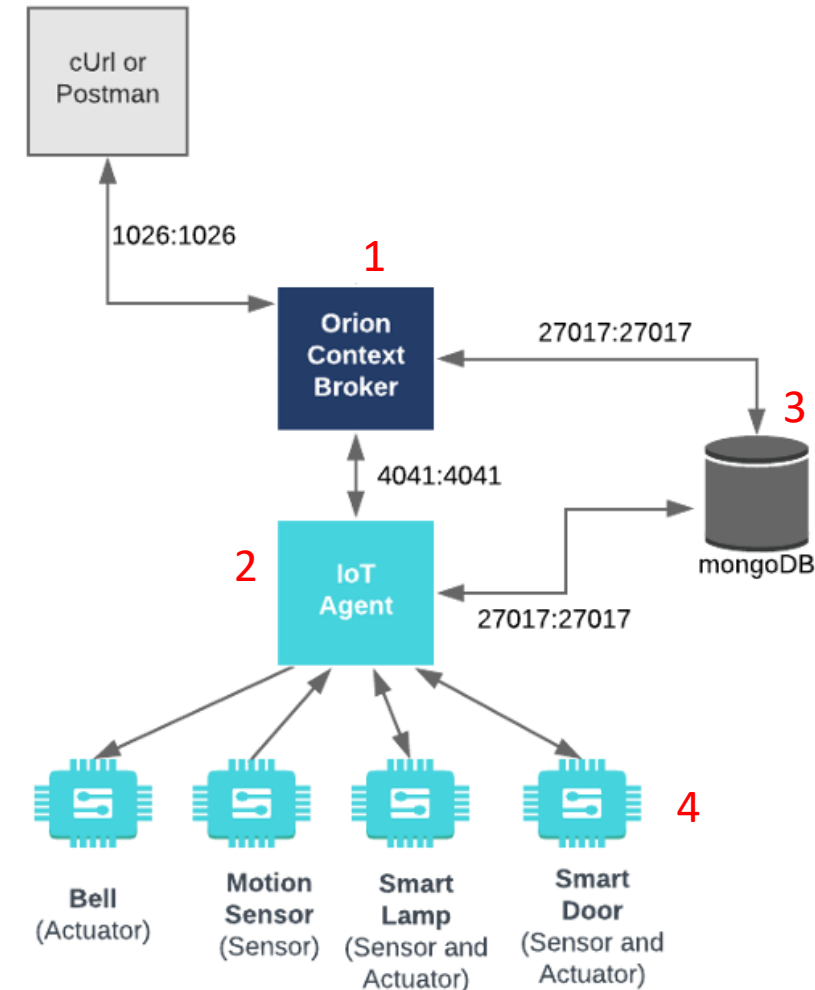 cUrl or
Postman
1026:1026
1
Orion
Context
Broker
27017:27017
3
4041:4041
mongoDB
2
IoT
Agent
27017:27017
4
Bell
(Actuator)
Motion
Sensor
(Sensor)
Smart
Lamp
(Sensor and
Actuator)
Smart
Door
(Sensor and
Actuator)